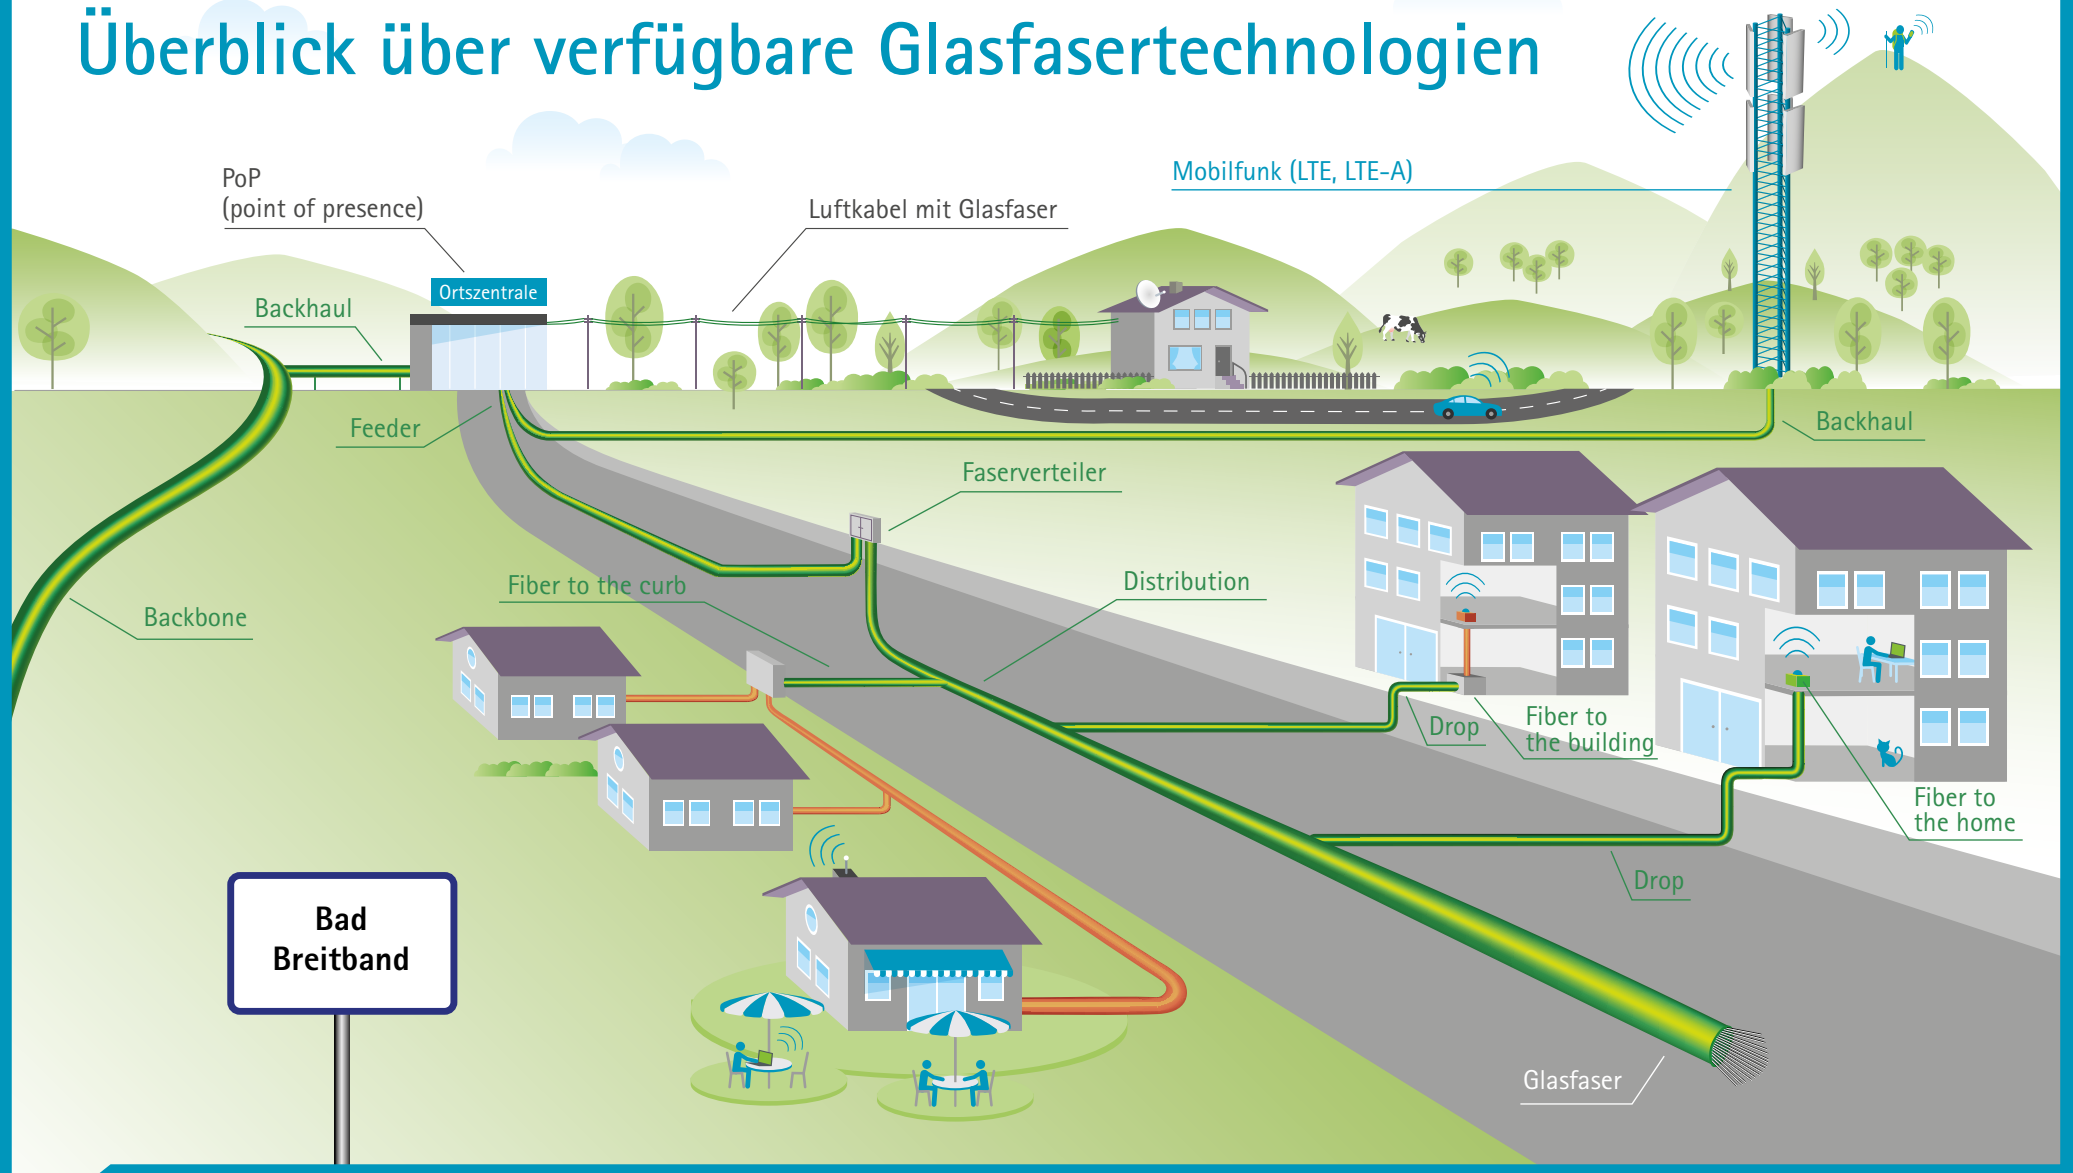 Überblick über verfügbare Glasfasertechnologien
PoP
(point of presence)
Luftkabel mit Glasfaser
Mobilfunk (LTE, LTE-A)
Backhaul
Ortszentrale
Feeder
Backhaul
Faserverteiler
Fiber to the curb
Distribution
Backbone
Drop
Fiber to
the building
Fiber to
the home
Drop
Bad
Breitband
Glasfaser